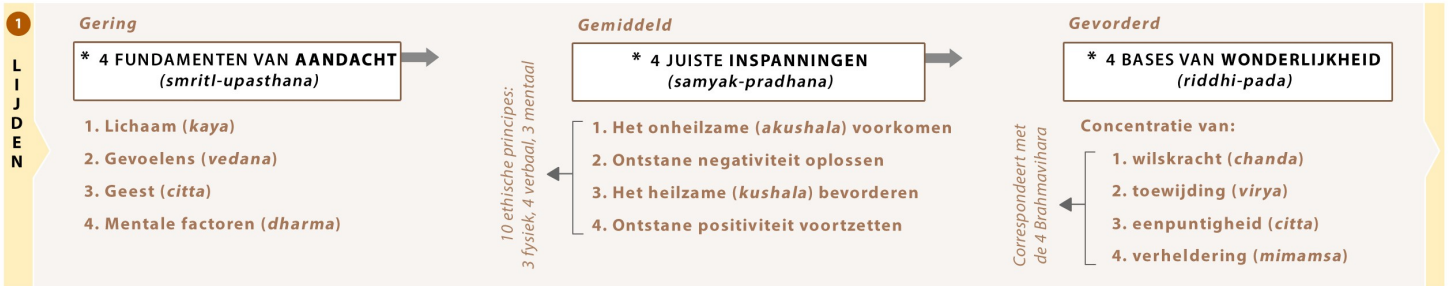 1
LIJDEN
Gering
* 4 FUNDAMENTEN VAN AANDACHT
(smritI-upasthana)
1. Lichaam (kaya)
2. Gevoelens (vedana)
3. Geest (citta)
4. Mentale factoren (dharma)
Gemiddeld
* 4 JUISTE INSPANNINGEN
(samyak-pradhana)
10 ethische principes:
3 fysiek, 4 verbaal, 3 mentaal
1. Het onheilzame (akushala) voorkomen
2. Ontstane negativiteit oplossen
3. Het heilzame (kushala) bevorderen
4. Ontstane positiviteit voortzetten
Gevorderd
* 4 BASES VAN WONDERLIJKHEID
(riddhi-pada)
Correspondeert met
de 4 Brahmavihara
Concentratie van:
1. wilskracht (chanda)
2. toewijding (virya)
3. eenpuntigheid (citta)
4. verheldering (mimamsa)